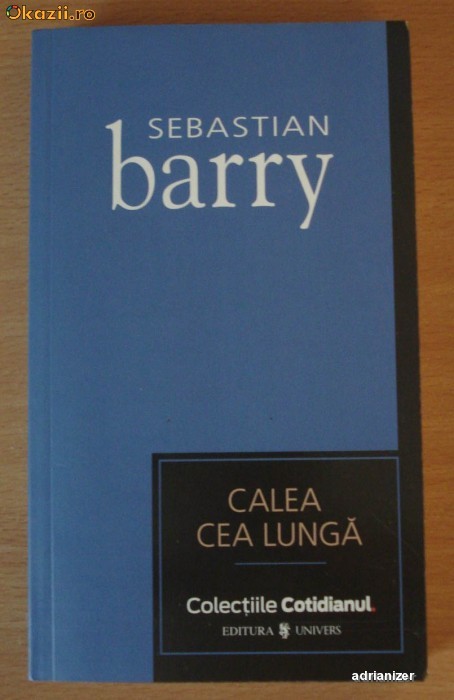 Okazii.ro
SEBASTIAN
barry
CALEA
CEA LUNGĂ
Colecțiile Cotidianul.
EDITURA UNIVERS
adrianizer